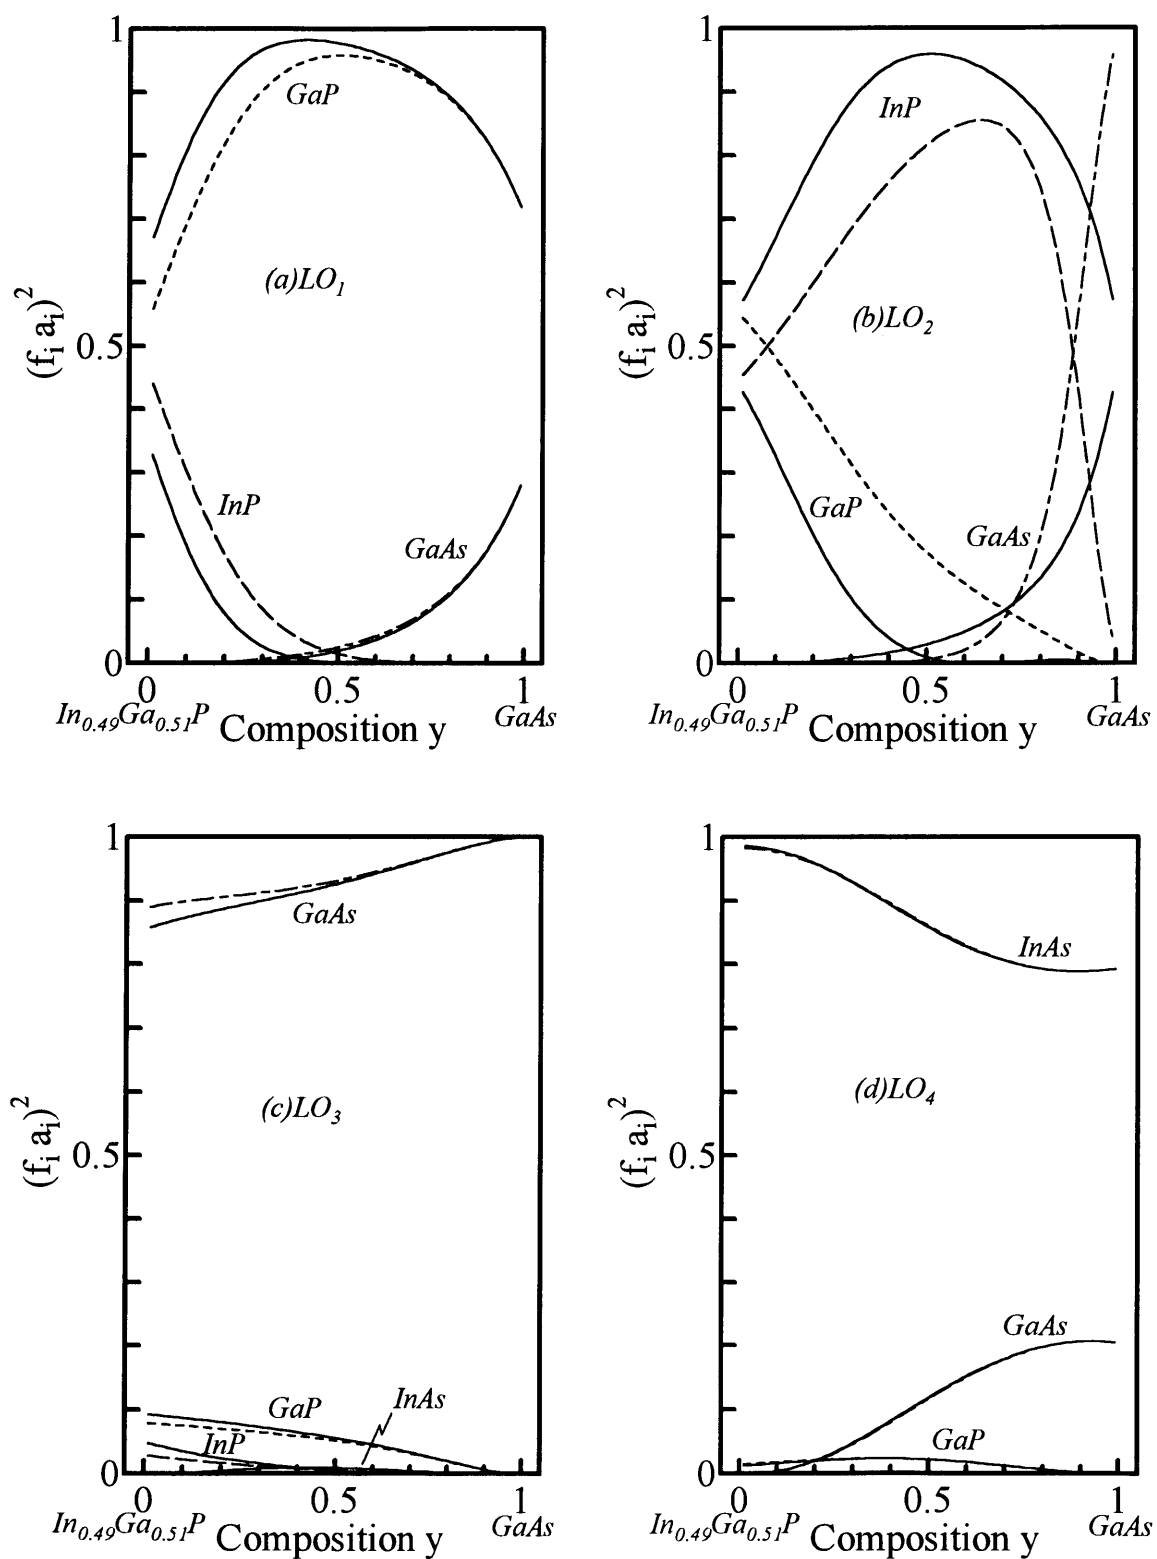 1
GaP
(a)LO1
(fi ai)2
0.5
InP
GaAs
0
0 0.5 1
In0.49Ga0.51P Composition y GaAs
1
InP
(b)LO2
(fi ai)2
0.5
GaP
GaAs
0
0 0.5 1
In0.49Ga0.51P Composition y GaAs
1
GaAs
(c)LO3
(fi ai)2
0.5
InAs
GaP
InP
0
0 0.5 1
In0.49Ga0.51P Composition y GaAs
1
InAs
(d)LO4
(fi ai)2
0.5
GaAs
GaP
0
0 0.5 1
In0.49Ga0.51P Composition y GaAs